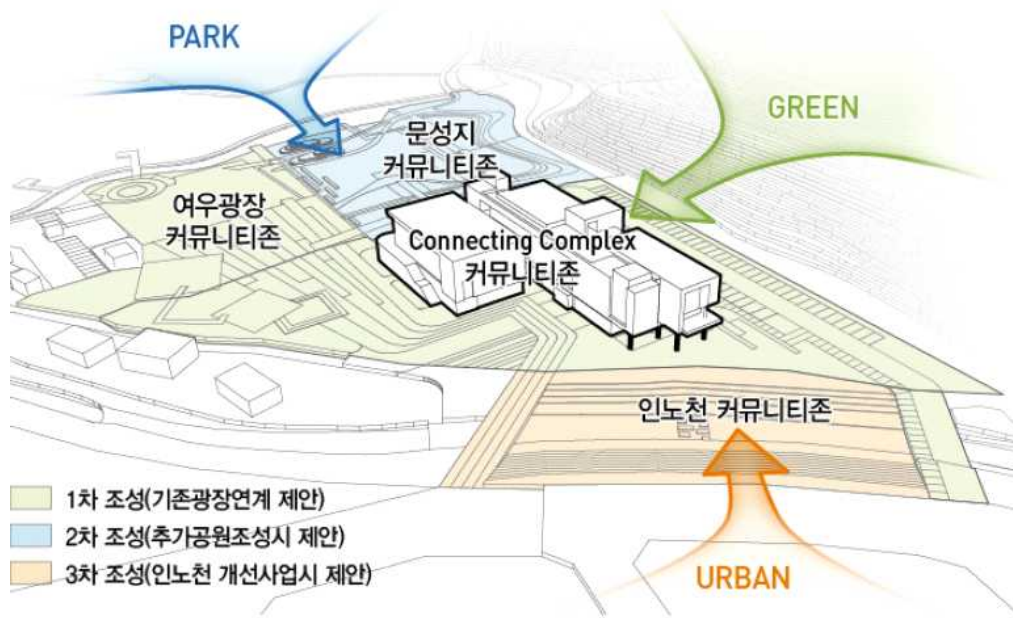 PARK
GREEN
문성지
커뮤니티존
여우광장
커뮤니티존
Connecting Complex
커뮤니티존
인노천 커뮤니티존
1차 조성(기존광장연계 제안)
2차 조성(추가공원조성시 제안)
3차 조성(인노천 개선사업시 제안)
URBAN